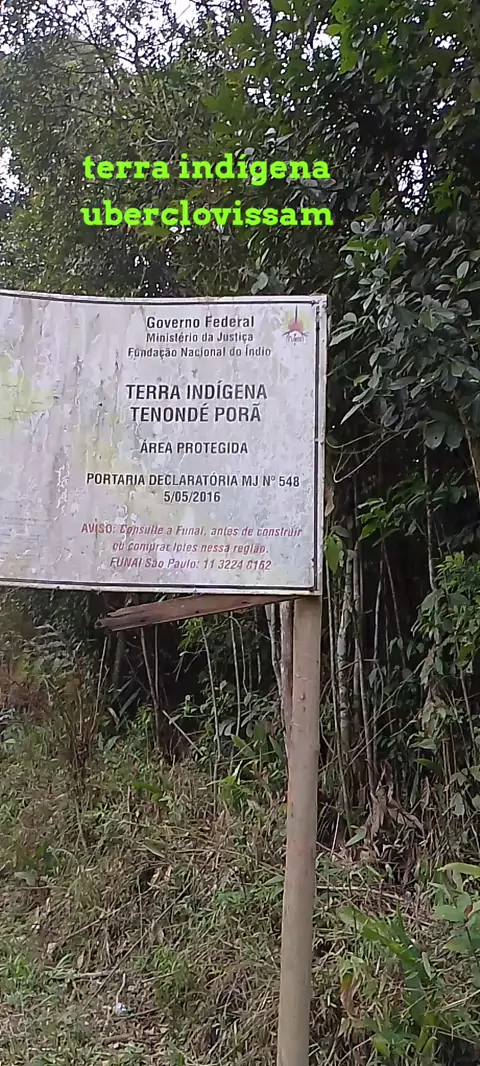 terra indígena
uberclovissam
Governo Federal
Ministério da Justiça
Fundação Nacional do Índio
TERRA INDÍGENA
TENONDÉ PORÃ
ÁREA PROTEGIDA
PORTARIA DECLARATÓRIA MJ Nº 548
5/05/2016
AVISO: Consulte a Funai, antes de construir
ou comprar lotes nessa região.
FUNAI São Paulo: 11 3224 8162